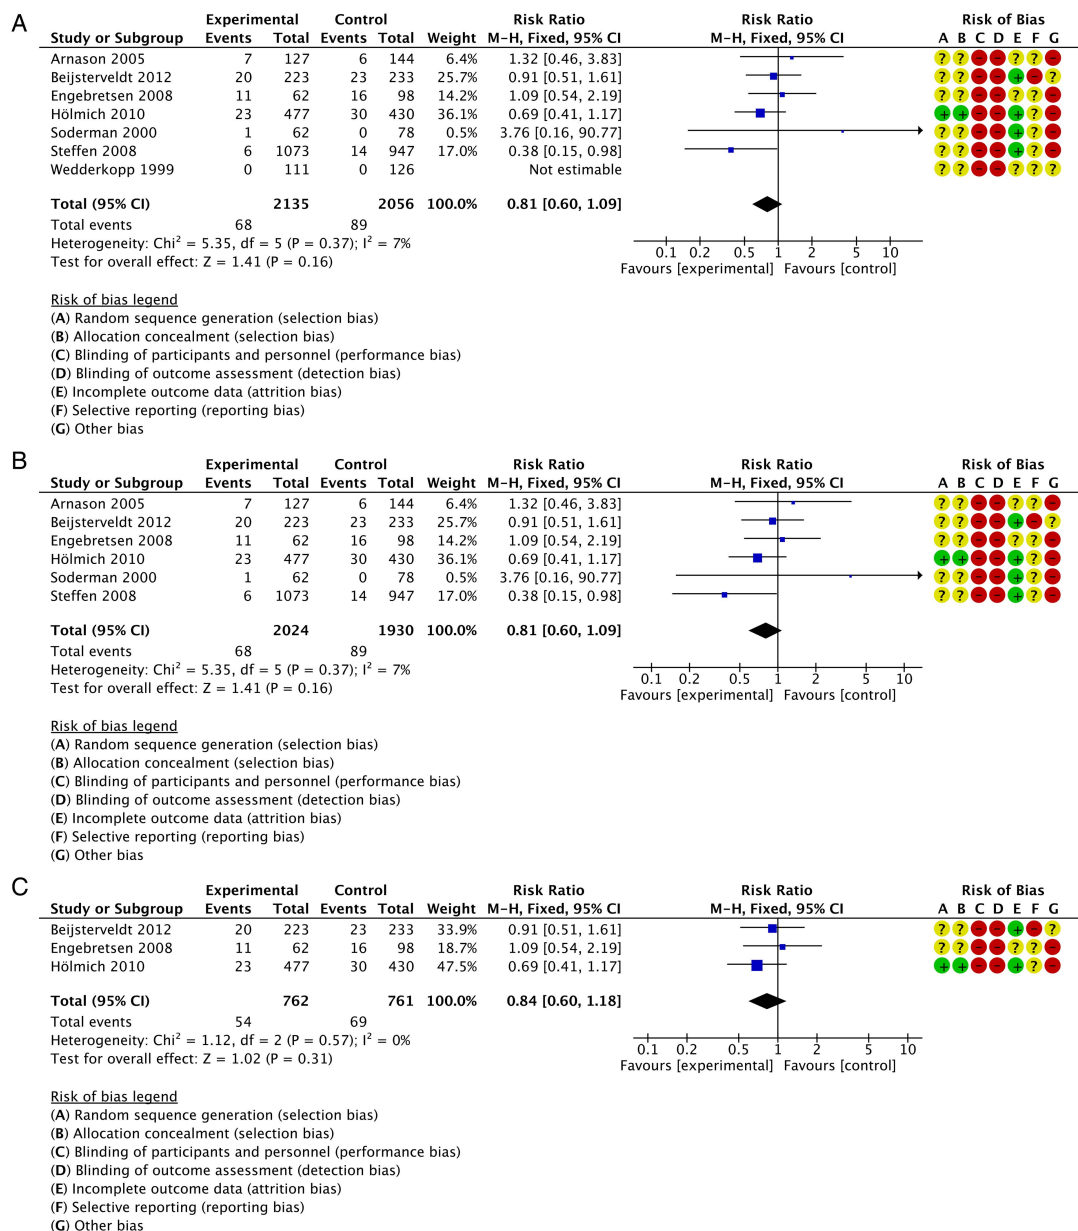 A
Experimental Control Risk Ratio Risk Ratio Risk of Bias
Study or Subgroup Events Total Events Total Weight M-H, Fixed, 95% CI M-H, Fixed, 95% CI A B C D E F G
Arnason 2005 7 127 6 144 6.4% 1.32 [0.46, 3.83] ? ? − − ? ? −
Beijsterveldt 2012 20 223 23 233 25.7% 0.91 [0.51, 1.61] ? ? − − + − ?
Engebretsen 2008 11 62 16 98 14.2% 1.09 [0.54, 2.19] ? ? − − ? ? −
Hölmich 2010 23 477 30 430 36.1% 0.69 [0.41, 1.17] + + − − + ? −
Soderman 2000 1 62 0 78 0.5% 3.76 [0.16, 90.77] ? ? − − + ? −
Steffen 2008 6 1073 14 947 17.0% 0.38 [0.15, 0.98] ? ? − − + ? −
Wedderkopp 1999 0 111 0 126 Not estimable ? ? − − ? ? ?
Total (95% CI) 2135 2056 100.0% 0.81 [0.60, 1.09]
Total events 68 89
Heterogeneity: Chi² = 5.35, df = 5 (P = 0.37); I² = 7%
Test for overall effect: Z = 1.41 (P = 0.16)
0.1 0.2 0.5 1 2 5 10
Favours [experimental] Favours [control]
Risk of bias legend
(A) Random sequence generation (selection bias)
(B) Allocation concealment (selection bias)
(C) Blinding of participants and personnel (performance bias)
(D) Blinding of outcome assessment (detection bias)
(E) Incomplete outcome data (attrition bias)
(F) Selective reporting (reporting bias)
(G) Other bias
B
Experimental Control Risk Ratio Risk Ratio Risk of Bias
Study or Subgroup Events Total Events Total Weight M-H, Fixed, 95% CI M-H, Fixed, 95% CI A B C D E F G
Arnason 2005 7 127 6 144 6.4% 1.32 [0.46, 3.83] ? ? − − ? ? −
Beijsterveldt 2012 20 223 23 233 25.7% 0.91 [0.51, 1.61] ? ? − − + − ?
Engebretsen 2008 11 62 16 98 14.2% 1.09 [0.54, 2.19] ? ? − − ? ? −
Hölmich 2010 23 477 30 430 36.1% 0.69 [0.41, 1.17] + + − − + ? −
Soderman 2000 1 62 0 78 0.5% 3.76 [0.16, 90.77] ? ? − − + ? −
Steffen 2008 6 1073 14 947 17.0% 0.38 [0.15, 0.98] ? ? − − + ? −
Total (95% CI) 2024 1930 100.0% 0.81 [0.60, 1.09]
Total events 68 89
Heterogeneity: Chi² = 5.35, df = 5 (P = 0.37); I² = 7%
Test for overall effect: Z = 1.41 (P = 0.16)
0.1 0.2 0.5 1 2 5 10
Favours [experimental] Favours [control]
Risk of bias legend
(A) Random sequence generation (selection bias)
(B) Allocation concealment (selection bias)
(C) Blinding of participants and personnel (performance bias)
(D) Blinding of outcome assessment (detection bias)
(E) Incomplete outcome data (attrition bias)
(F) Selective reporting (reporting bias)
(G) Other bias
C
Experimental Control Risk Ratio Risk Ratio Risk of Bias
Study or Subgroup Events Total Events Total Weight M-H, Fixed, 95% CI M-H, Fixed, 95% CI A B C D E F G
Beijsterveldt 2012 20 223 23 233 33.9% 0.91 [0.51, 1.61] ? ? − − + − ?
Engebretsen 2008 11 62 16 98 18.7% 1.09 [0.54, 2.19] ? ? − − ? ? −
Hölmich 2010 23 477 30 430 47.5% 0.69 [0.41, 1.17] + + − − + ? −
Total (95% CI) 762 761 100.0% 0.84 [0.60, 1.18]
Total events 54 69
Heterogeneity: Chi² = 1.12, df = 2 (P = 0.57); I² = 0%
Test for overall effect: Z = 1.02 (P = 0.31)
0.1 0.2 0.5 1 2 5 10
Favours [experimental] Favours [control]
Risk of bias legend
(A) Random sequence generation (selection bias)
(B) Allocation concealment (selection bias)
(C) Blinding of participants and personnel (performance bias)
(D) Blinding of outcome assessment (detection bias)
(E) Incomplete outcome data (attrition bias)
(F) Selective reporting (reporting bias)
(G) Other bias